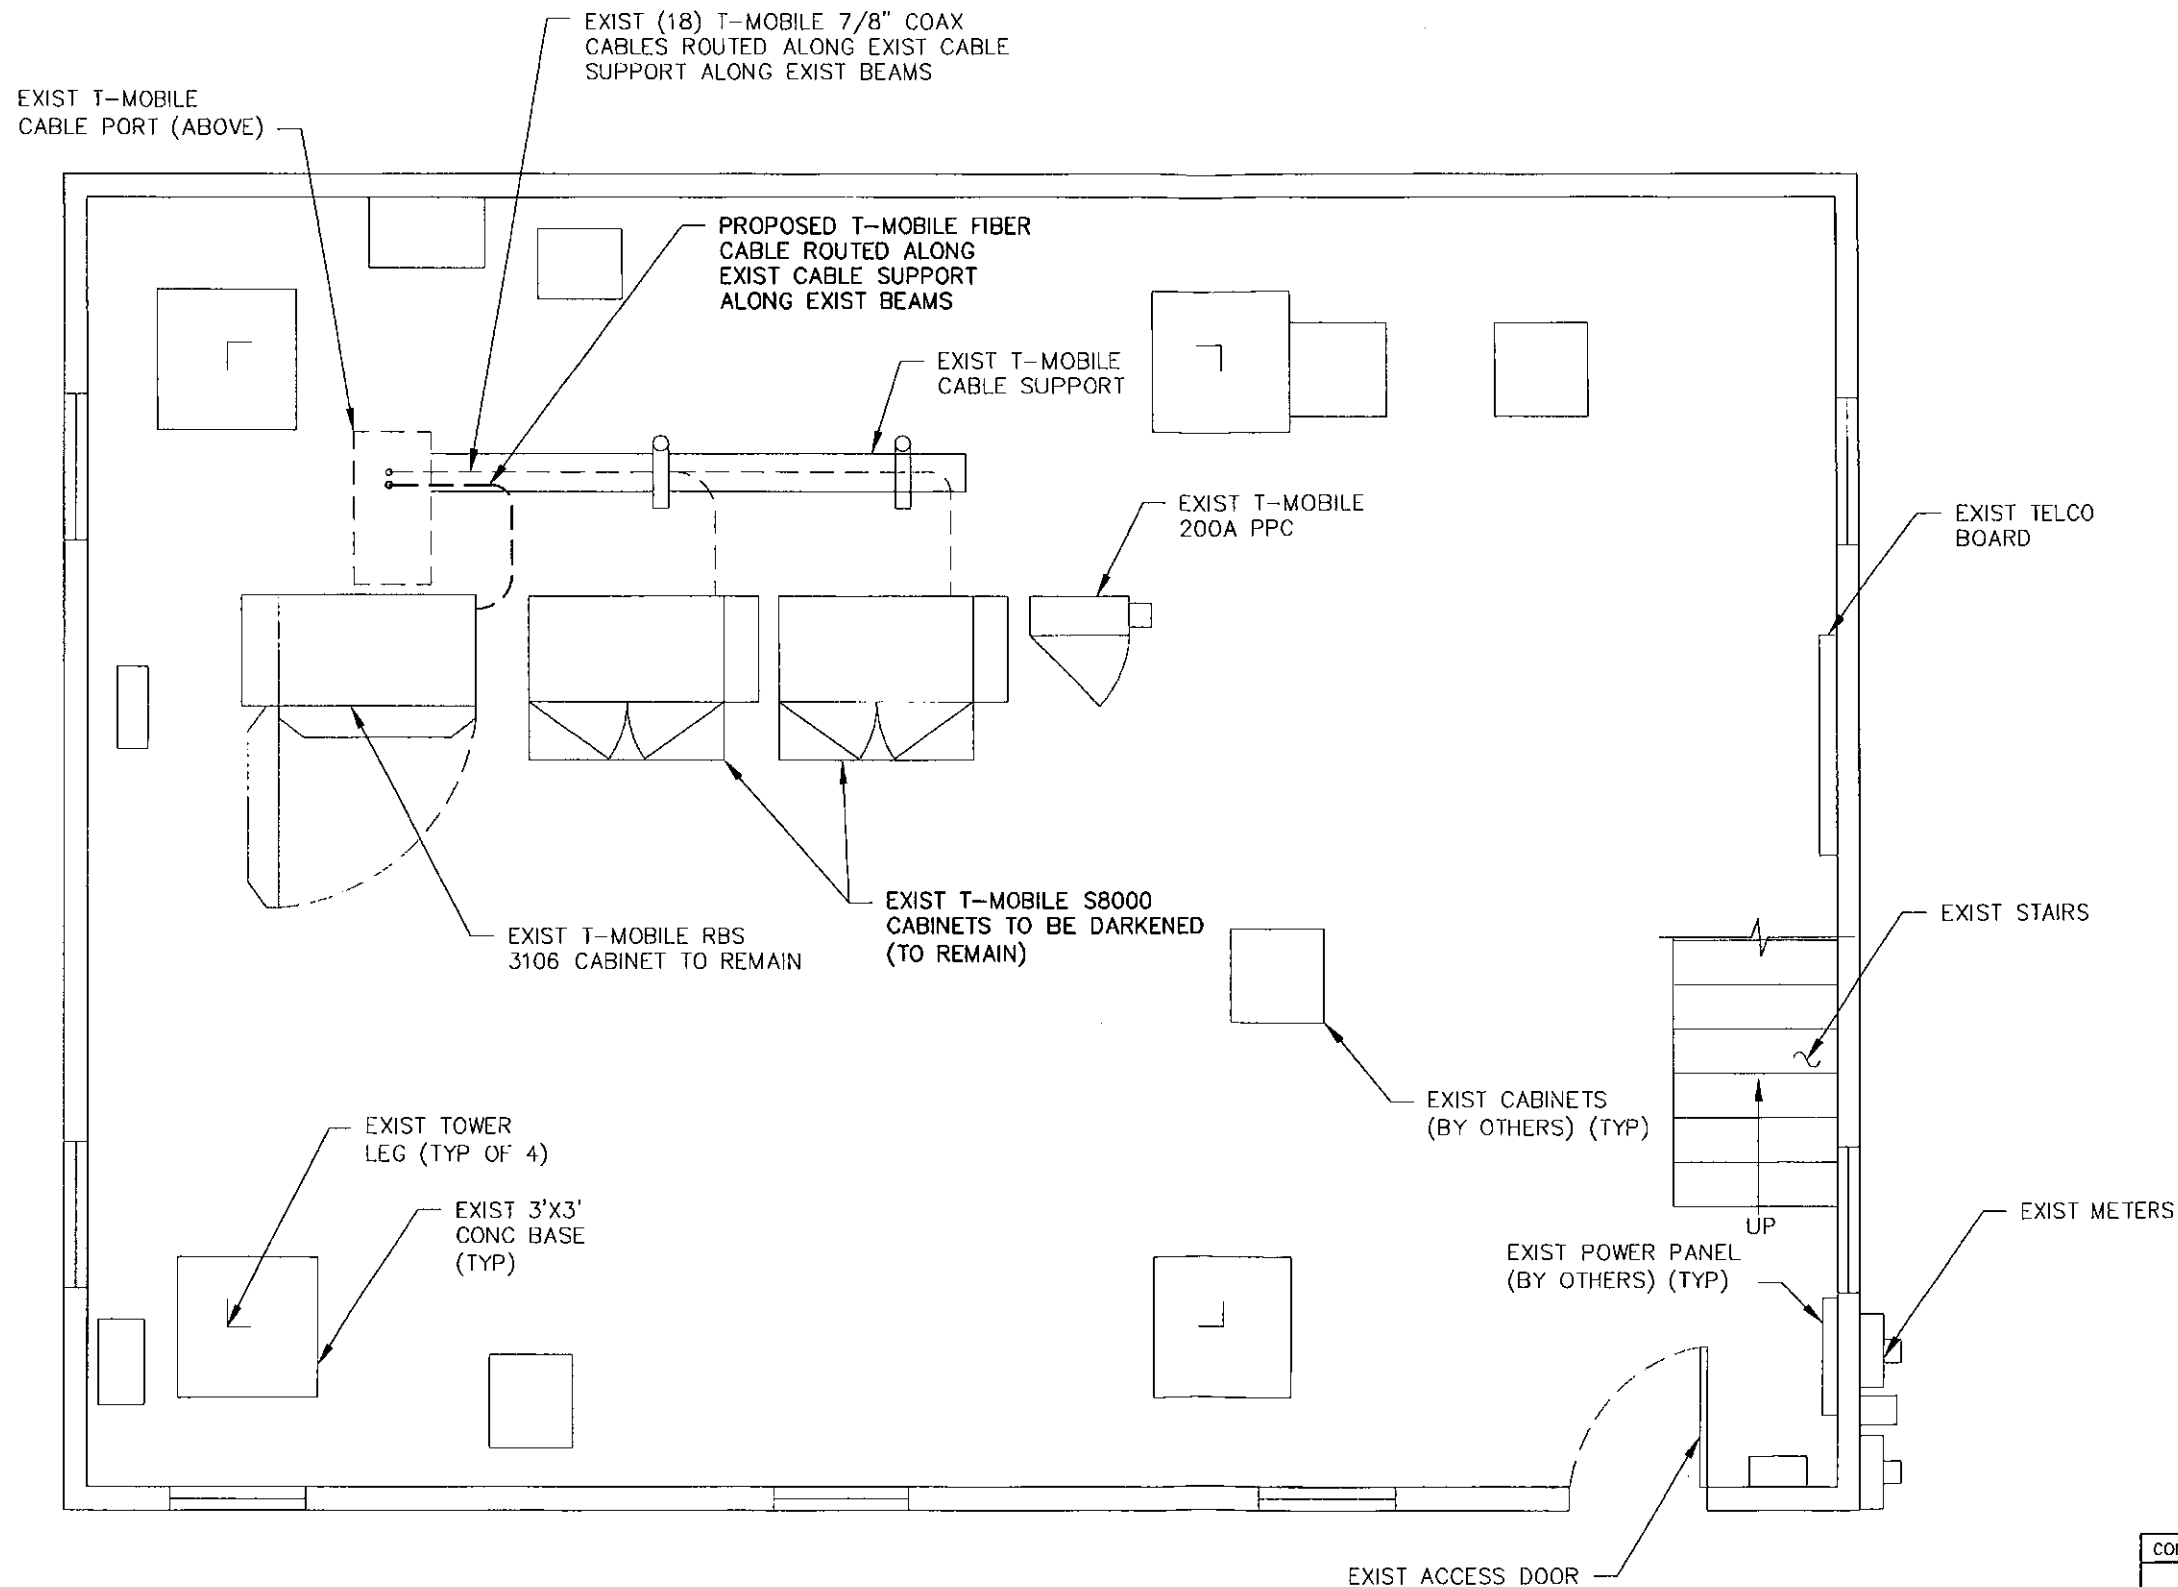 EXIST (18) T-MOBILE 7/8" COAX
CABLES ROUTED ALONG EXIST CABLE
SUPPORT ALONG EXIST BEAMS
EXIST T-MOBILE
CABLE PORT (ABOVE)
PROPOSED T-MOBILE FIBER
CABLE ROUTED ALONG
EXIST CABLE SUPPORT
ALONG EXIST BEAMS
EXIST T-MOBILE
CABLE SUPPORT
EXIST T-MOBILE
200A PPC
EXIST TELCO
BOARD
EXIST T-MOBILE S8000
CABINETS TO BE DARKENED
(TO REMAIN)
EXIST T-MOBILE RBS
3106 CABINET TO REMAIN
EXIST STAIRS
EXIST CABINETS
(BY OTHERS) (TYP)
EXIST TOWER
LEG (TYP OF 4)
EXIST 3'X3'
CONC BASE
(TYP)
UP
EXIST METERS
EXIST POWER PANEL
(BY OTHERS) (TYP)
EXIST ACCESS DOOR